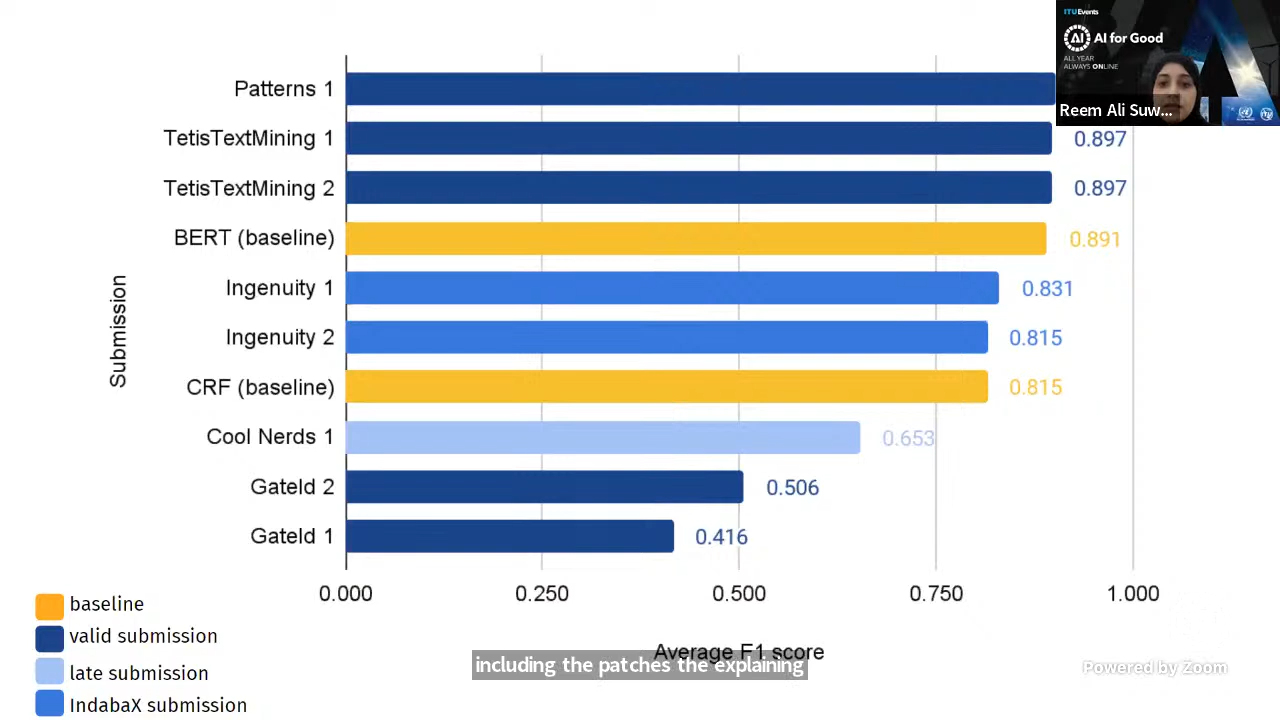 ITUEvents
AI AI for Good
ALL YEAR
ALWAYS ONLINE
Reem Ali Suw...
Patterns 1
TetisTextMining 1
0.897
TetisTextMining 2
0.897
BERT (baseline)
0.891
Ingenuity 1
0.831
Ingenuity 2
0.815
CRF (baseline)
0.815
Cool Nerds 1
0.653
GateId 2
0.506
GateId 1
0.416
Submission
0.000
0.250
0.500
0.750
1.000
Average F1 score
baseline
valid submission
late submission
IndabaX submission
including the patches the explaining
Powered by Zoom